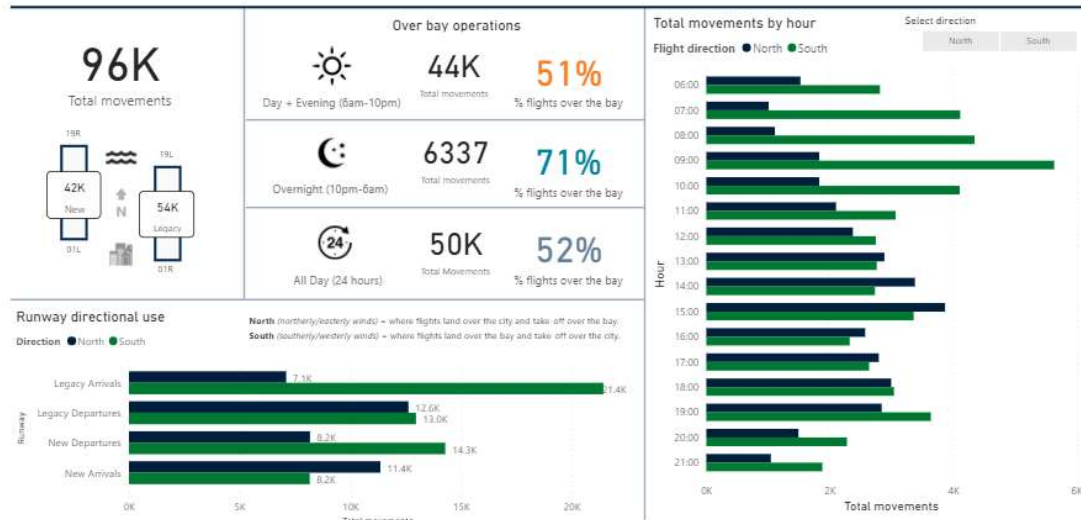 96K
Total movements
19R
19L
42K
New
N
54K
Legacy
01L
01R
Over bay operations
44K
51%
Total movements
Day + Evening (6am-10pm)
% flights over the bay
6337
71%
Total movements
Overnight (10pm-6am)
% flights over the bay
24
50K
52%
Total Movements
All Day (24 hours)
% flights over the bay
Runway directional use
Direction North South
North (northerly/easterly winds) – where flights land over the city and take off over the bay.
South (southerly/westerly winds) – where flights land over the bay and take off over the city.
Runway
Legacy Arrivals
7.1K
21.4K
Legacy Departures
12.6K
13.0K
New Departures
8.2K
14.3K
New Arrivals
11.4K
8.2K
0K 5K 10K 15K 20K
Total movements
Total movements by hour
Select direction
North South
Flight direction North South
Hour
06:00
07:00
08:00
09:00
10:00
11:00
12:00
13:00
14:00
15:00
16:00
17:00
18:00
19:00
20:00
21:00
0K 2K 4K 6K
Total movements